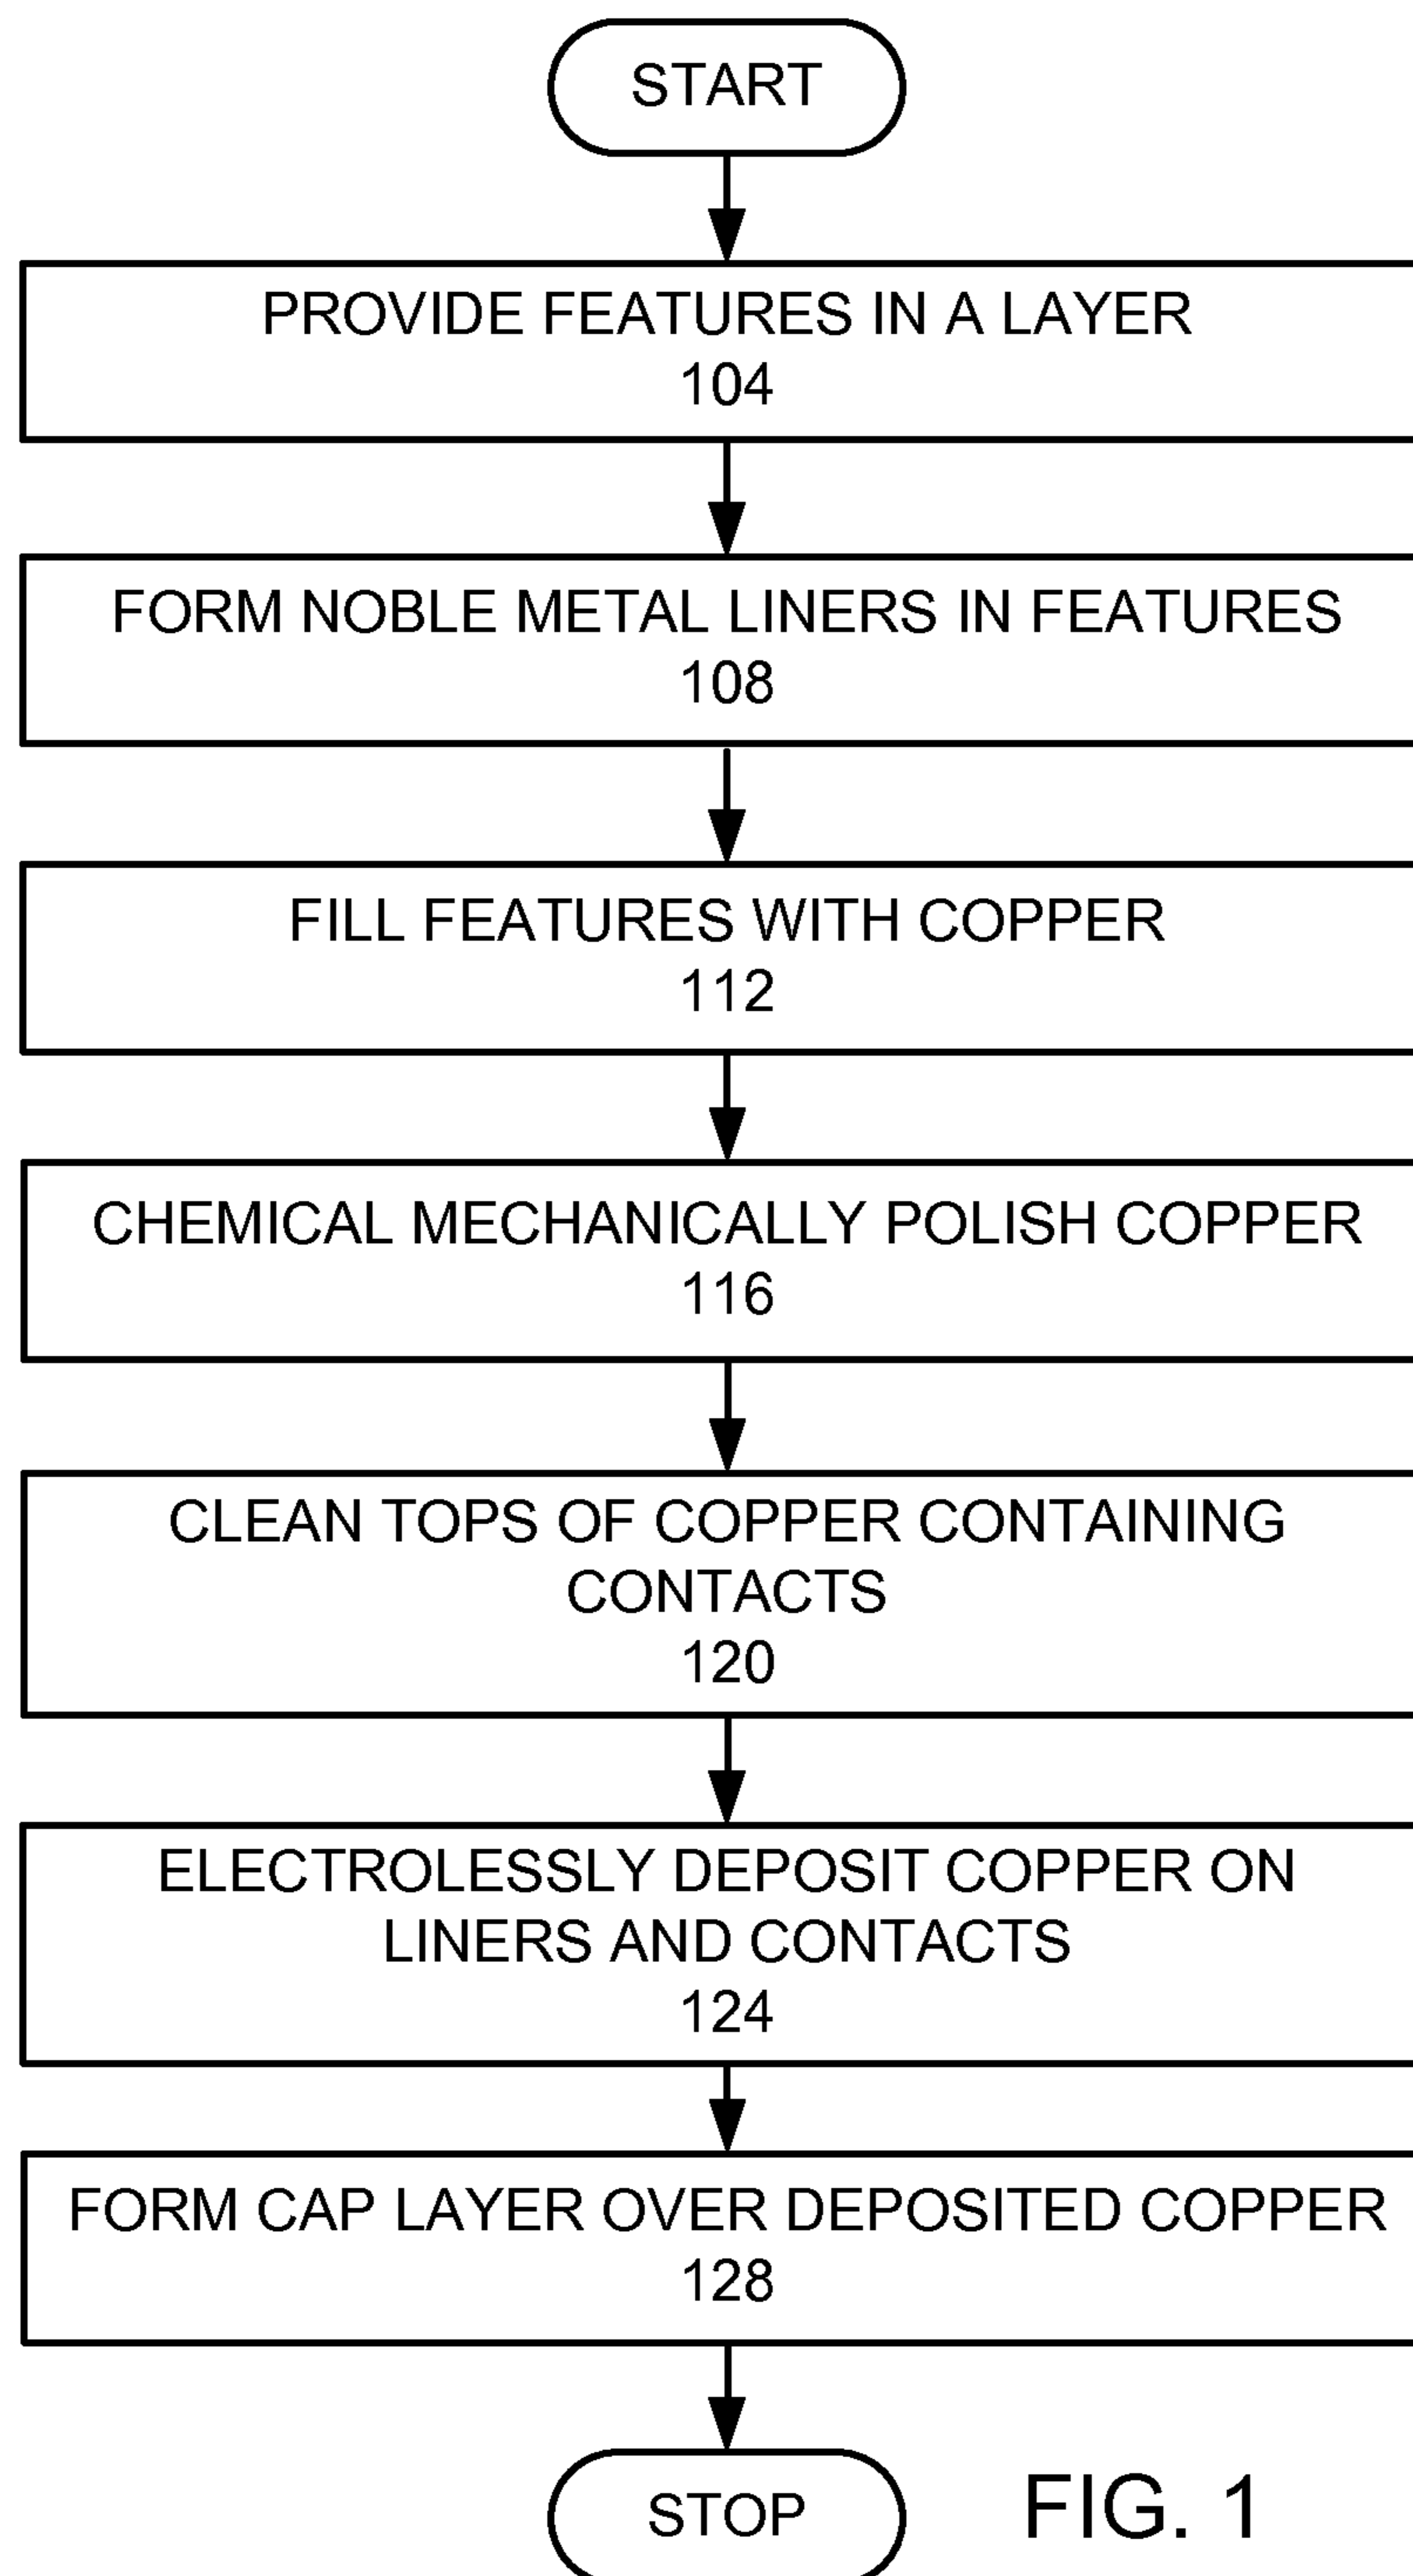 START
PROVIDE FEATURES IN A LAYER
104
FORM NOBLE METAL LINERS IN FEATURES
108
FILL FEATURES WITH COPPER
112
CHEMICAL MECHANICALLY POLISH COPPER
116
CLEAN TOPS OF COPPER CONTAINING
CONTACTS
120
ELECTROLESSLY DEPOSIT COPPER ON
LINERS AND CONTACTS
124
FORM CAP LAYER OVER DEPOSITED COPPER
128
STOP
FIG. 1